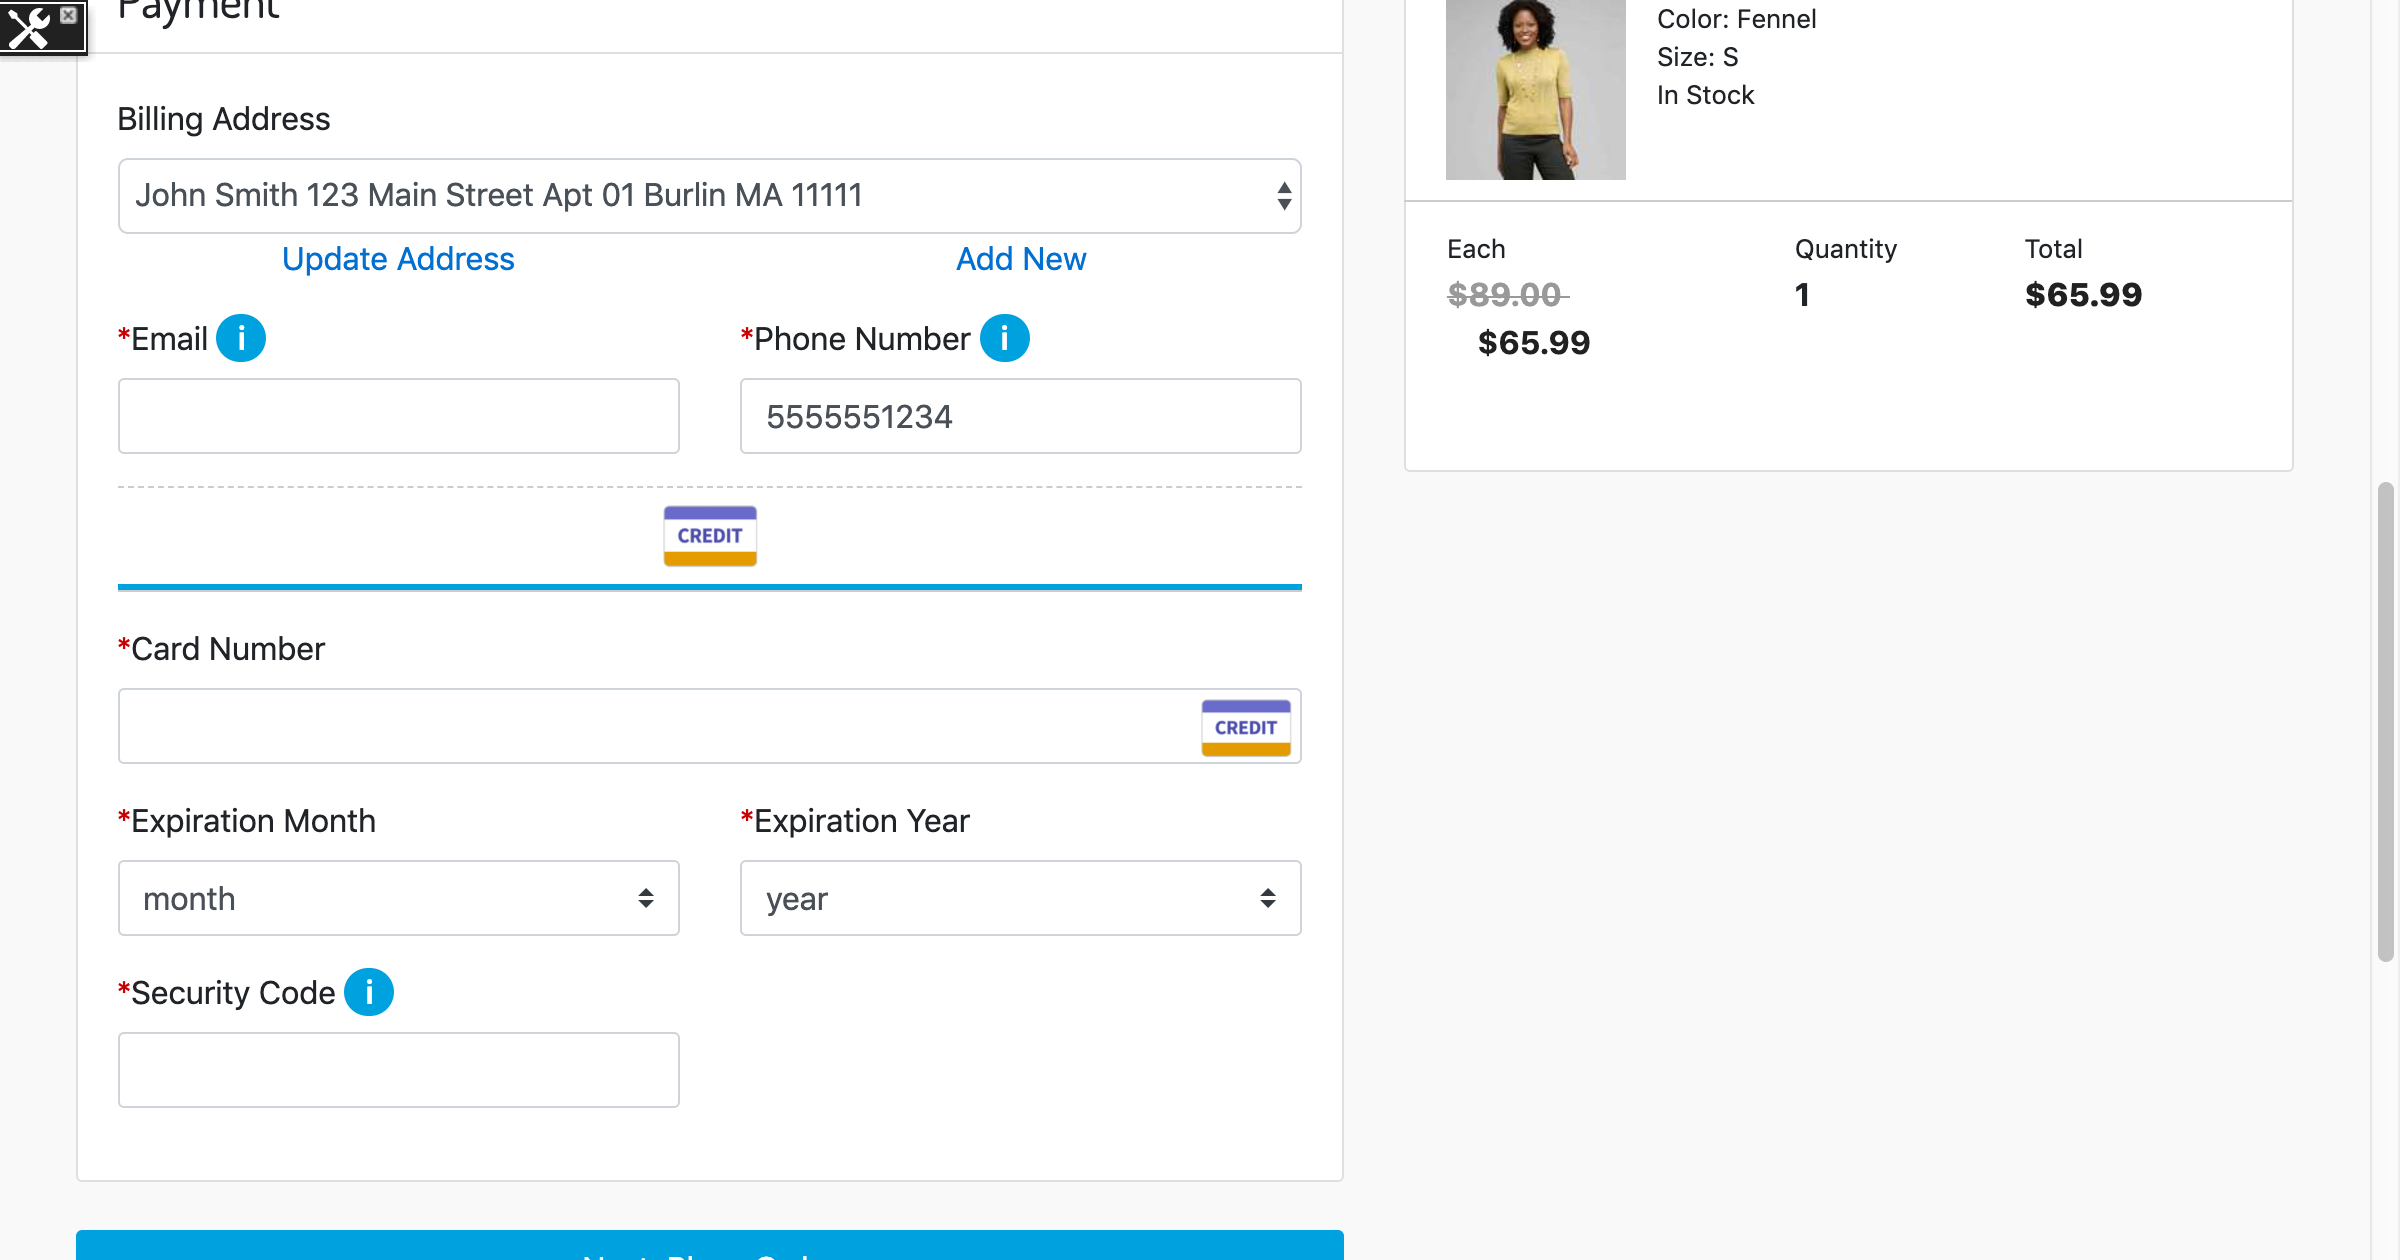 Payment
Billing Address
John Smith 123 Main Street Apt 01 Burlin MA 11111
Update Address
Add New
*Email i
*Phone Number i
5555551234
CREDIT
*Card Number
CREDIT
*Expiration Month
*Expiration Year
month
year
*Security Code i
Color: Fennel
Size: S
In Stock
Each
Quantity
Total
$89.00
1
$65.99
$65.99